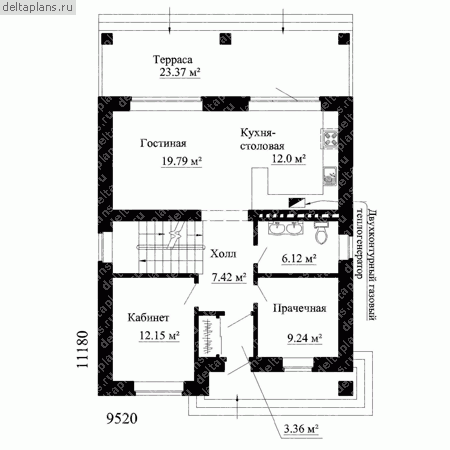 deltaplans.ru
Терраса
23.37 м²
Гостиная
19.79 м²
Кухня-
столовая
12.0 м²
Двухконтурный газовый
теплогенератор
Холл
7.42 м²
6.12 м²
Кабинет
12.15 м²
Прачечная
9.24 м²
3.36 м²
11180
9520